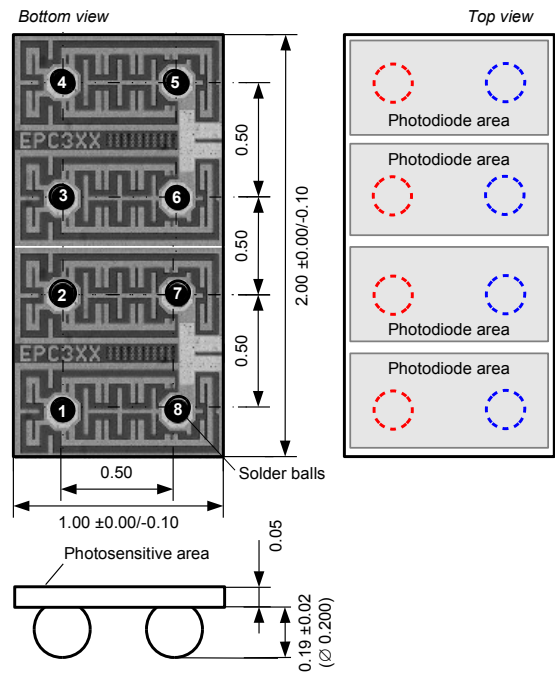 Bottom view
Top view
4
5
EPC3XX
3
6
2
7
EPC3XX
1
8
0.50
0.50
0.50
2.00 ±0.00/-0.10
Photodiode area
Photodiode area
Photodiode area
Photodiode area
Solder balls
0.50
1.00 ±0.00/-0.10
Photosensitive area
0.05
0.19 ±0.02
(∅ 0.200)